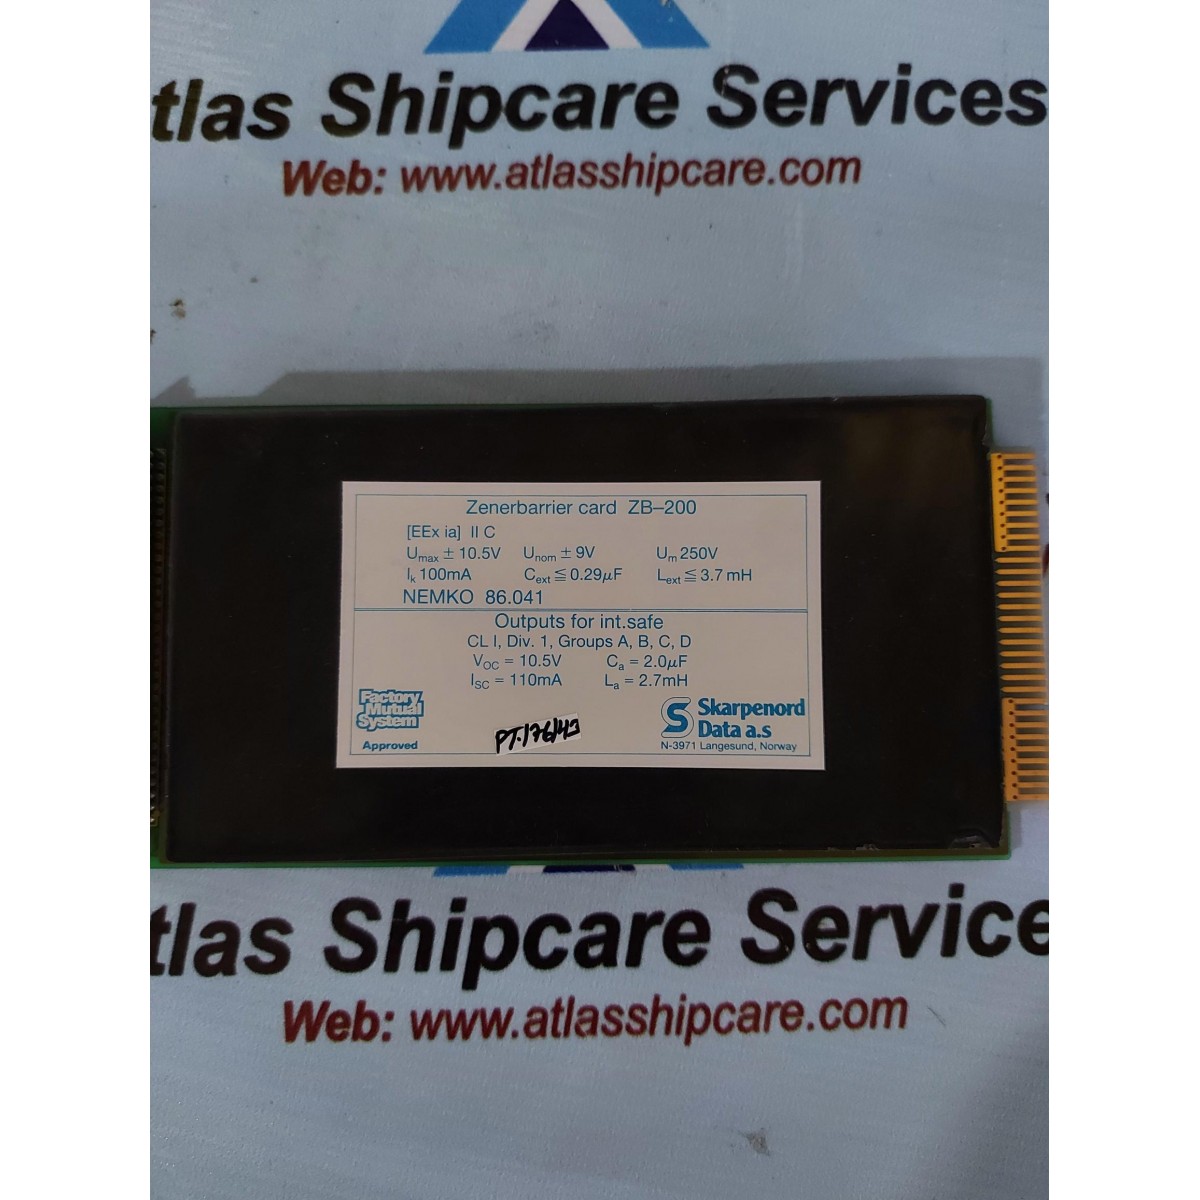 tlas Shipcare Services
Web: www.atlasshipcare.com
Zenerbarrier card ZB–200
[EEx ia] II C
Umax ± 10.5V Unom ± 9V Um 250V
Ik 100mA Cext ≦ 0.29µF Lext ≦ 3.7 mH
NEMKO 86.041
Outputs for int.safe
CL I, Div. 1, Groups A, B, C, D
VOC = 10.5V Ca = 2.0µF
ISC = 110mA La = 2.7mH
Factory
Mutual
System
Approved
PT-176/43
Skarpenord
Data a.s
N-3971 Langesund, Norway
tlas Shipcare Service
Web: www.atlasshipcare.com